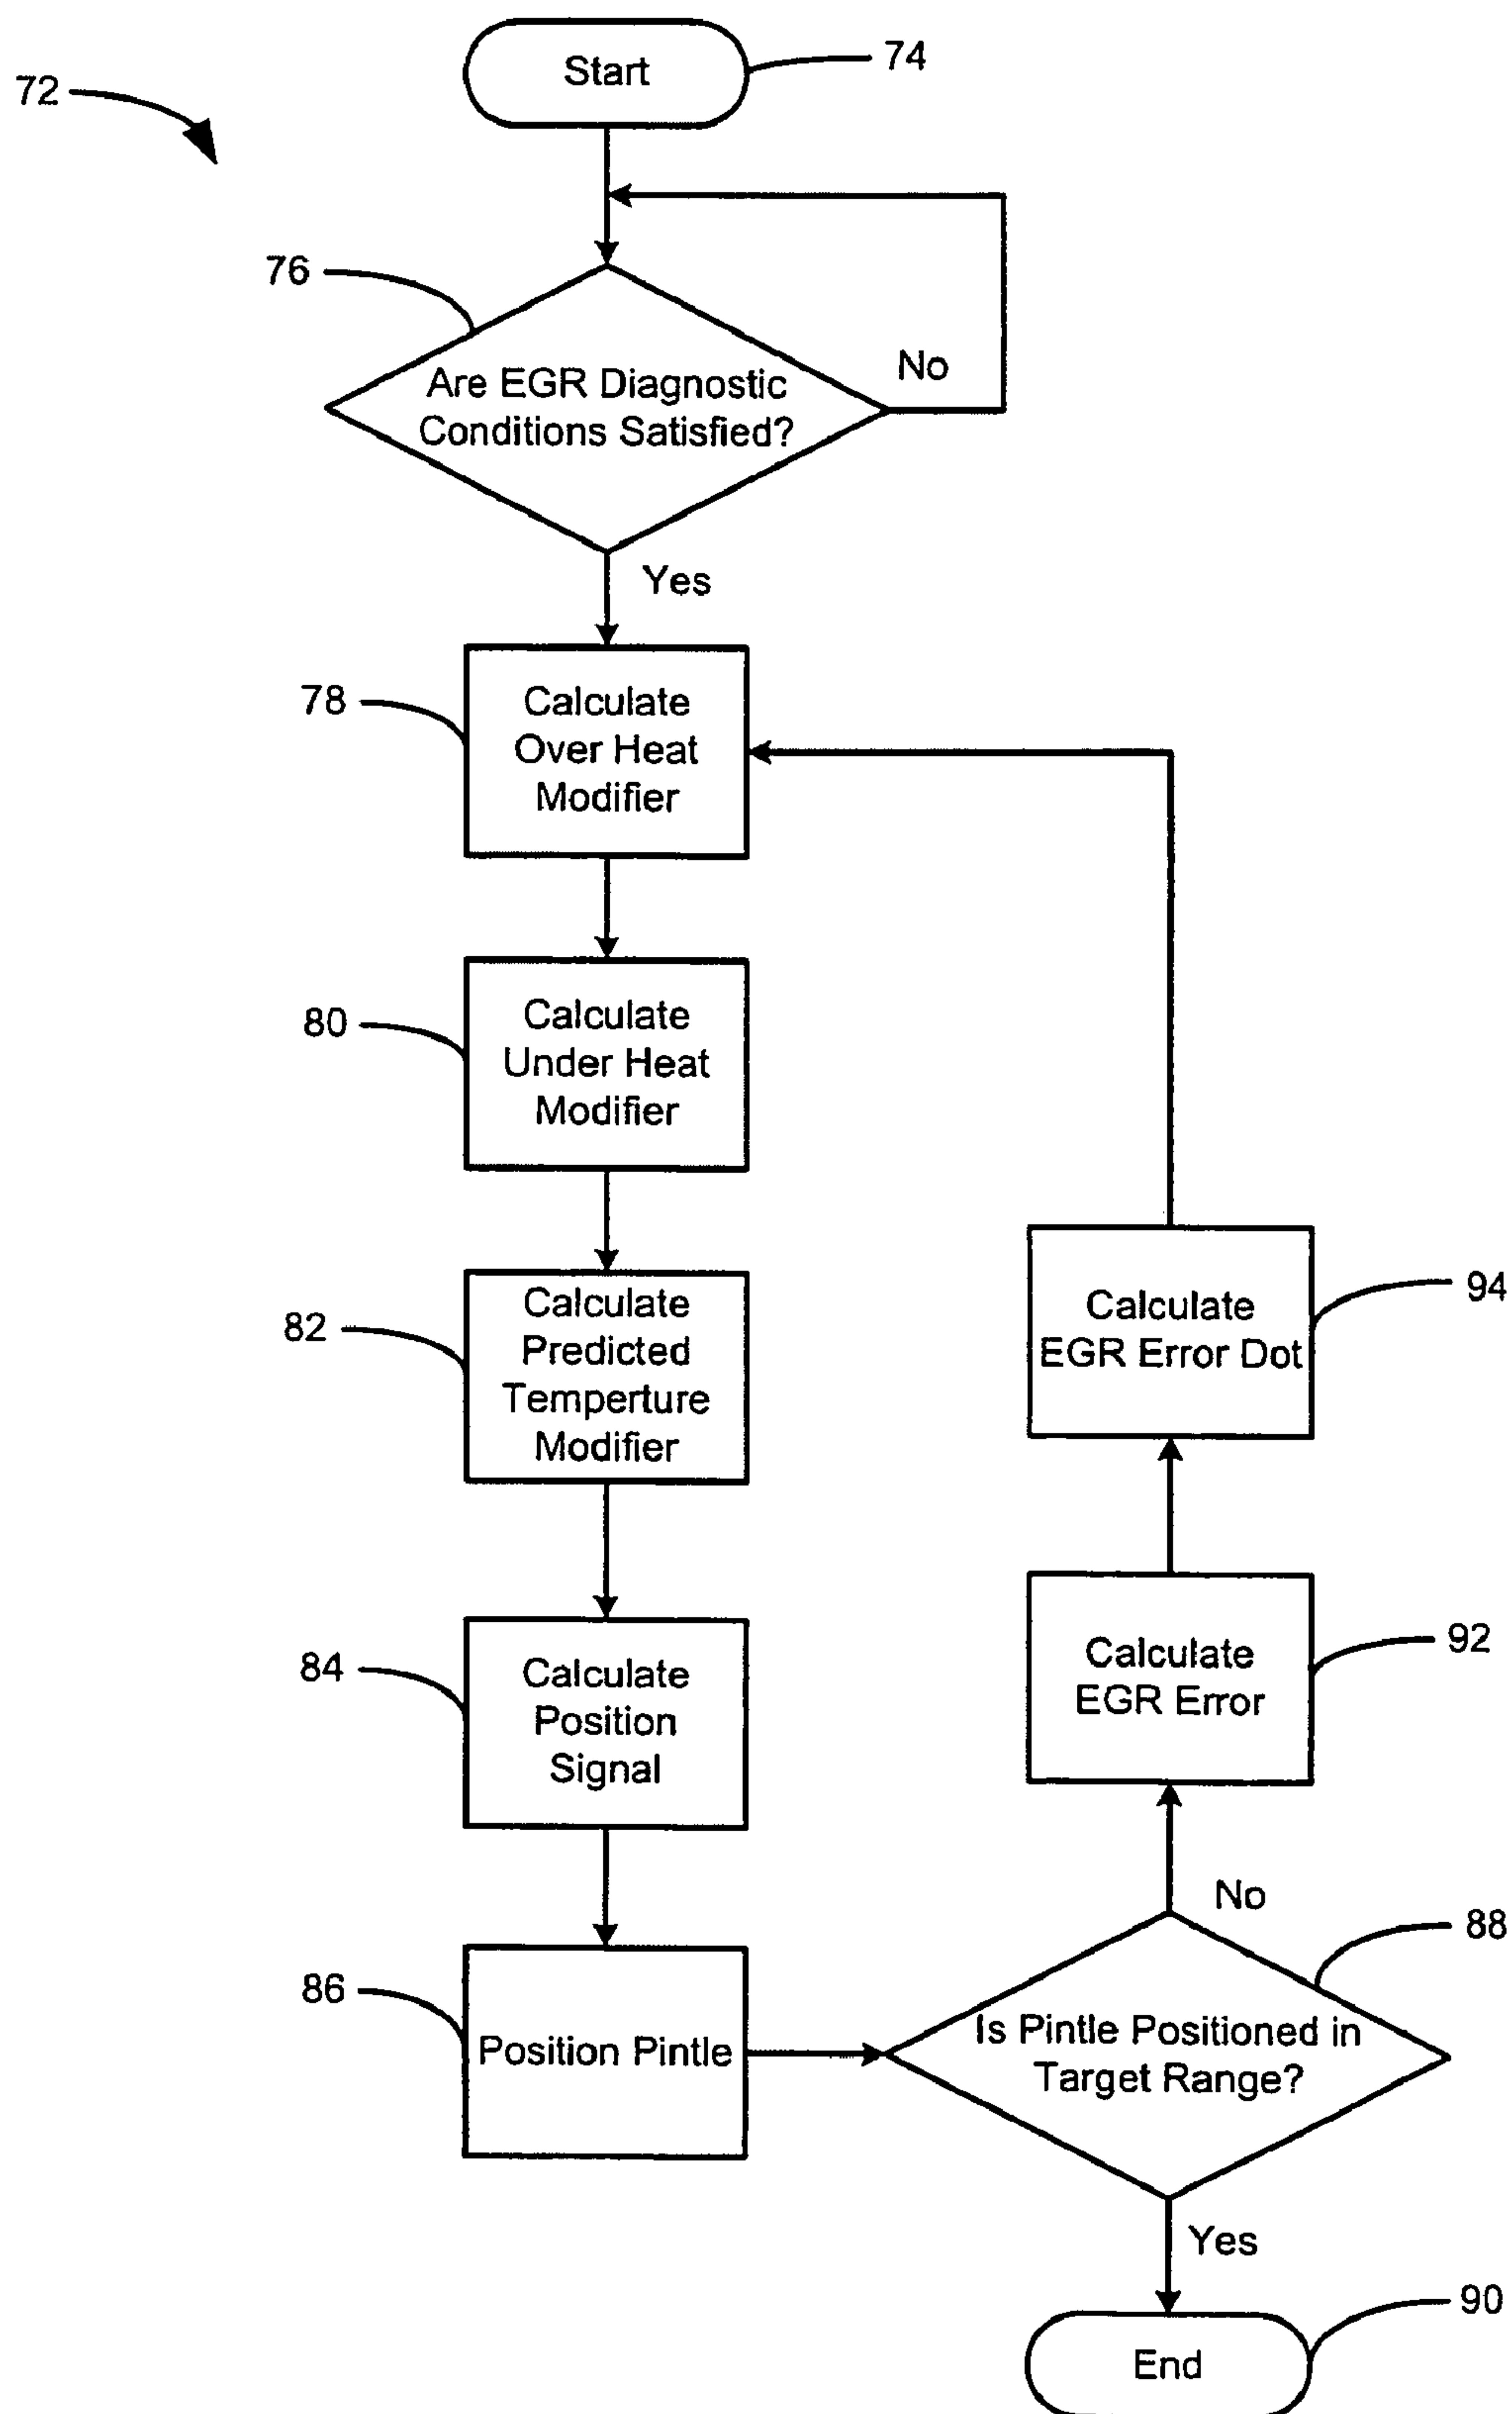 Start
74
72
76
Are EGR Diagnostic
Conditions Satisfied?
No
Yes
78
Calculate
Over Heat
Modifier
80
Calculate
Under Heat
Modifier
82
Calculate
Predicted
Temperture
Modifier
94
Calculate
EGR Error Dot
84
Calculate
Position
Signal
92
Calculate
EGR Error
86
Position Pintle
No
88
Is Pintle Positioned in
Target Range?
Yes
90
End